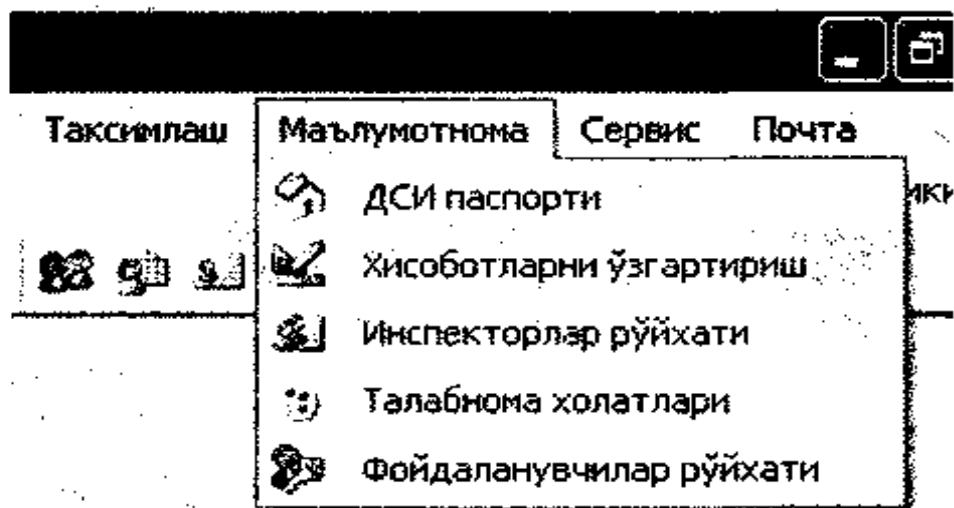 Таксимлаш Маълумотнома Сервис Почта
ДСИ паспорти
Хисоботларни ўзгартириш
Инспекторлар рўйхати
Талабнома холатлари
Фойдаланувчилар рўйхати